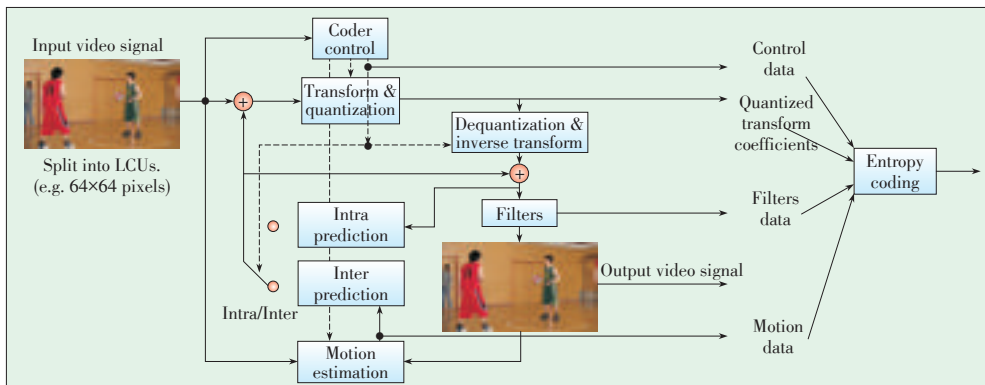 Input video signal
Split into LCUs.
(e.g. 64×64 pixels)
Coder
control
Transform &
quantization
Dequantization &
inverse transform
Intra
prediction
Filters
Inter
prediction
Intra/Inter
Motion
estimation
Output video signal
Control
data
Quantized
transform
coefficients
Filters
data
Motion
data
Entropy
coding